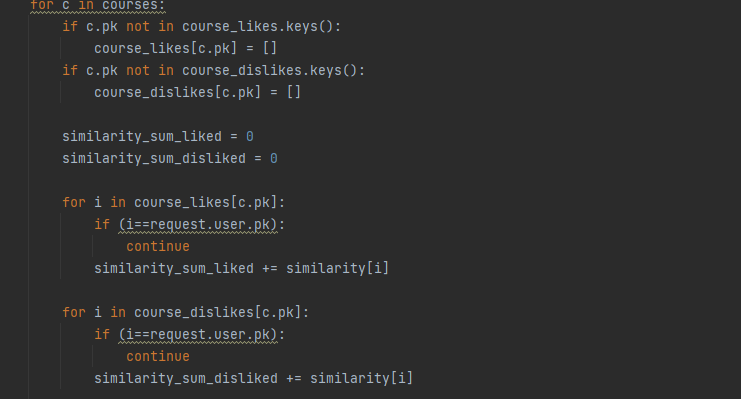 for c in courses:
    if c.pk not in course_likes.keys():
        course_likes[c.pk] = []
    if c.pk not in course_dislikes.keys():
        course_dislikes[c.pk] = []

    similarity_sum_liked = 0
    similarity_sum_disliked = 0

    for i in course_likes[c.pk]:
        if (i==request.user.pk):
            continue
        similarity_sum_liked += similarity[i]

    for i in course_dislikes[c.pk]:
        if (i==request.user.pk):
            continue
        similarity_sum_disliked += similarity[i]